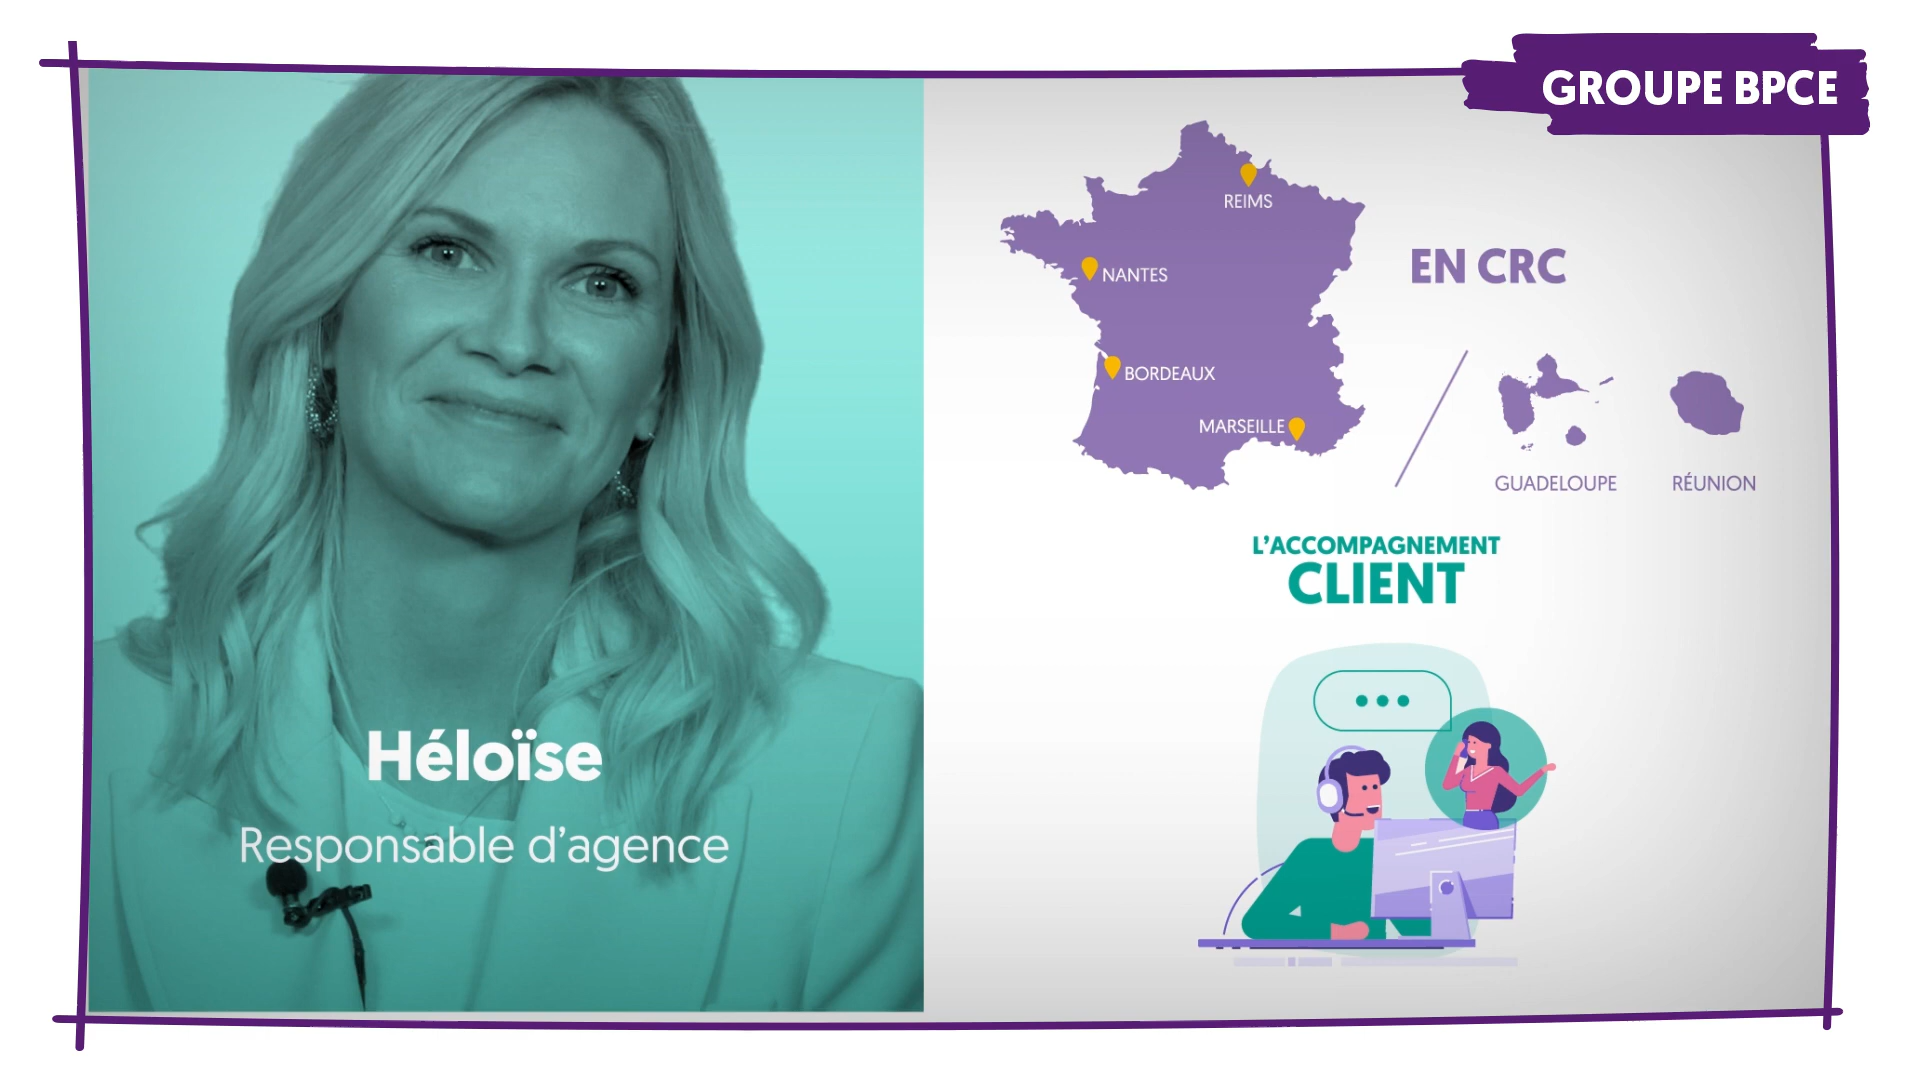 GROUPE BPCE
Héloïse
Responsable d’agence
REIMS
NANTES
BORDEAUX
MARSEILLE
EN CRC
GUADELOUPE
RÉUNION
L’ACCOMPAGNEMENT
CLIENT